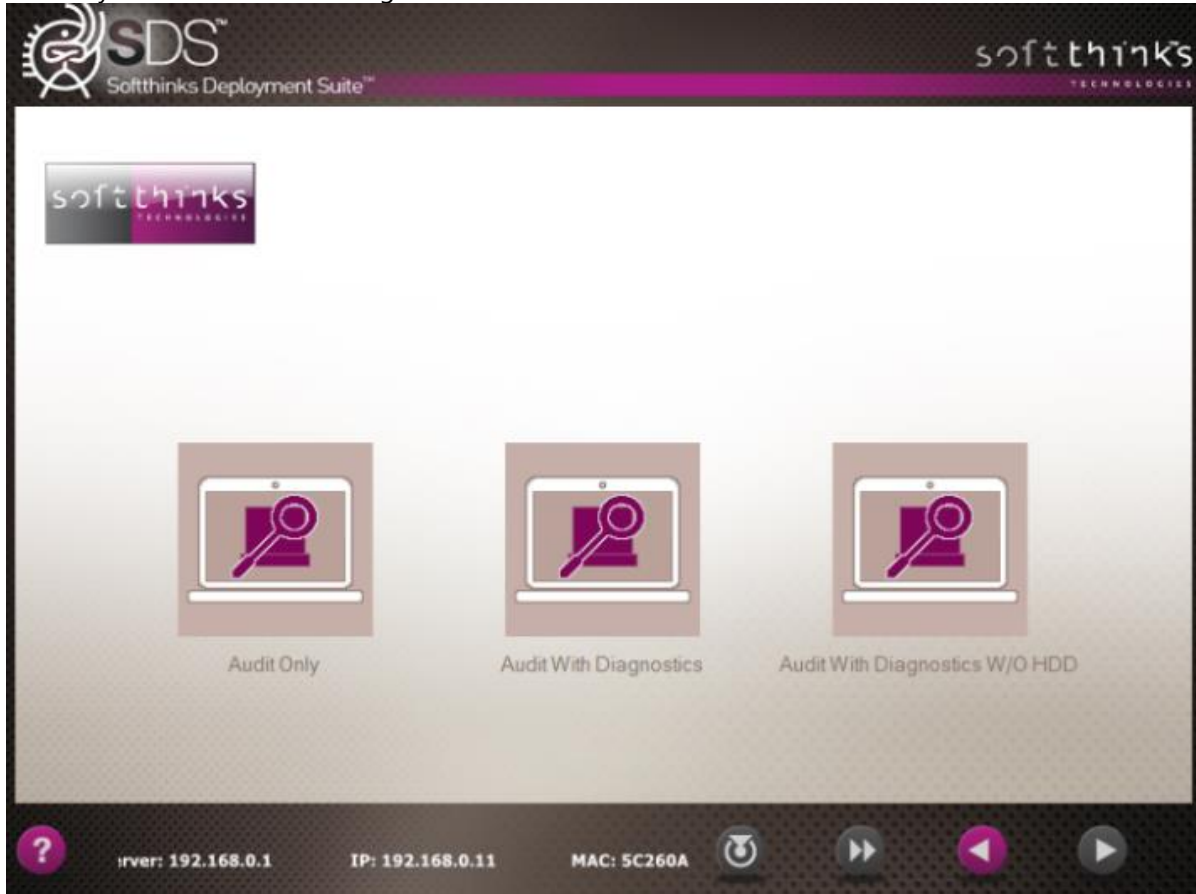 SDS™
Softthinks Deployment Suite™
softthinks
TECHNOLOGIES
softthinks
TECHNOLOGIES
Audit Only
Audit With Diagnostics
Audit With Diagnostics W/O HDD
?
rver: 192.168.0.1
IP: 192.168.0.11
MAC: 5C260A